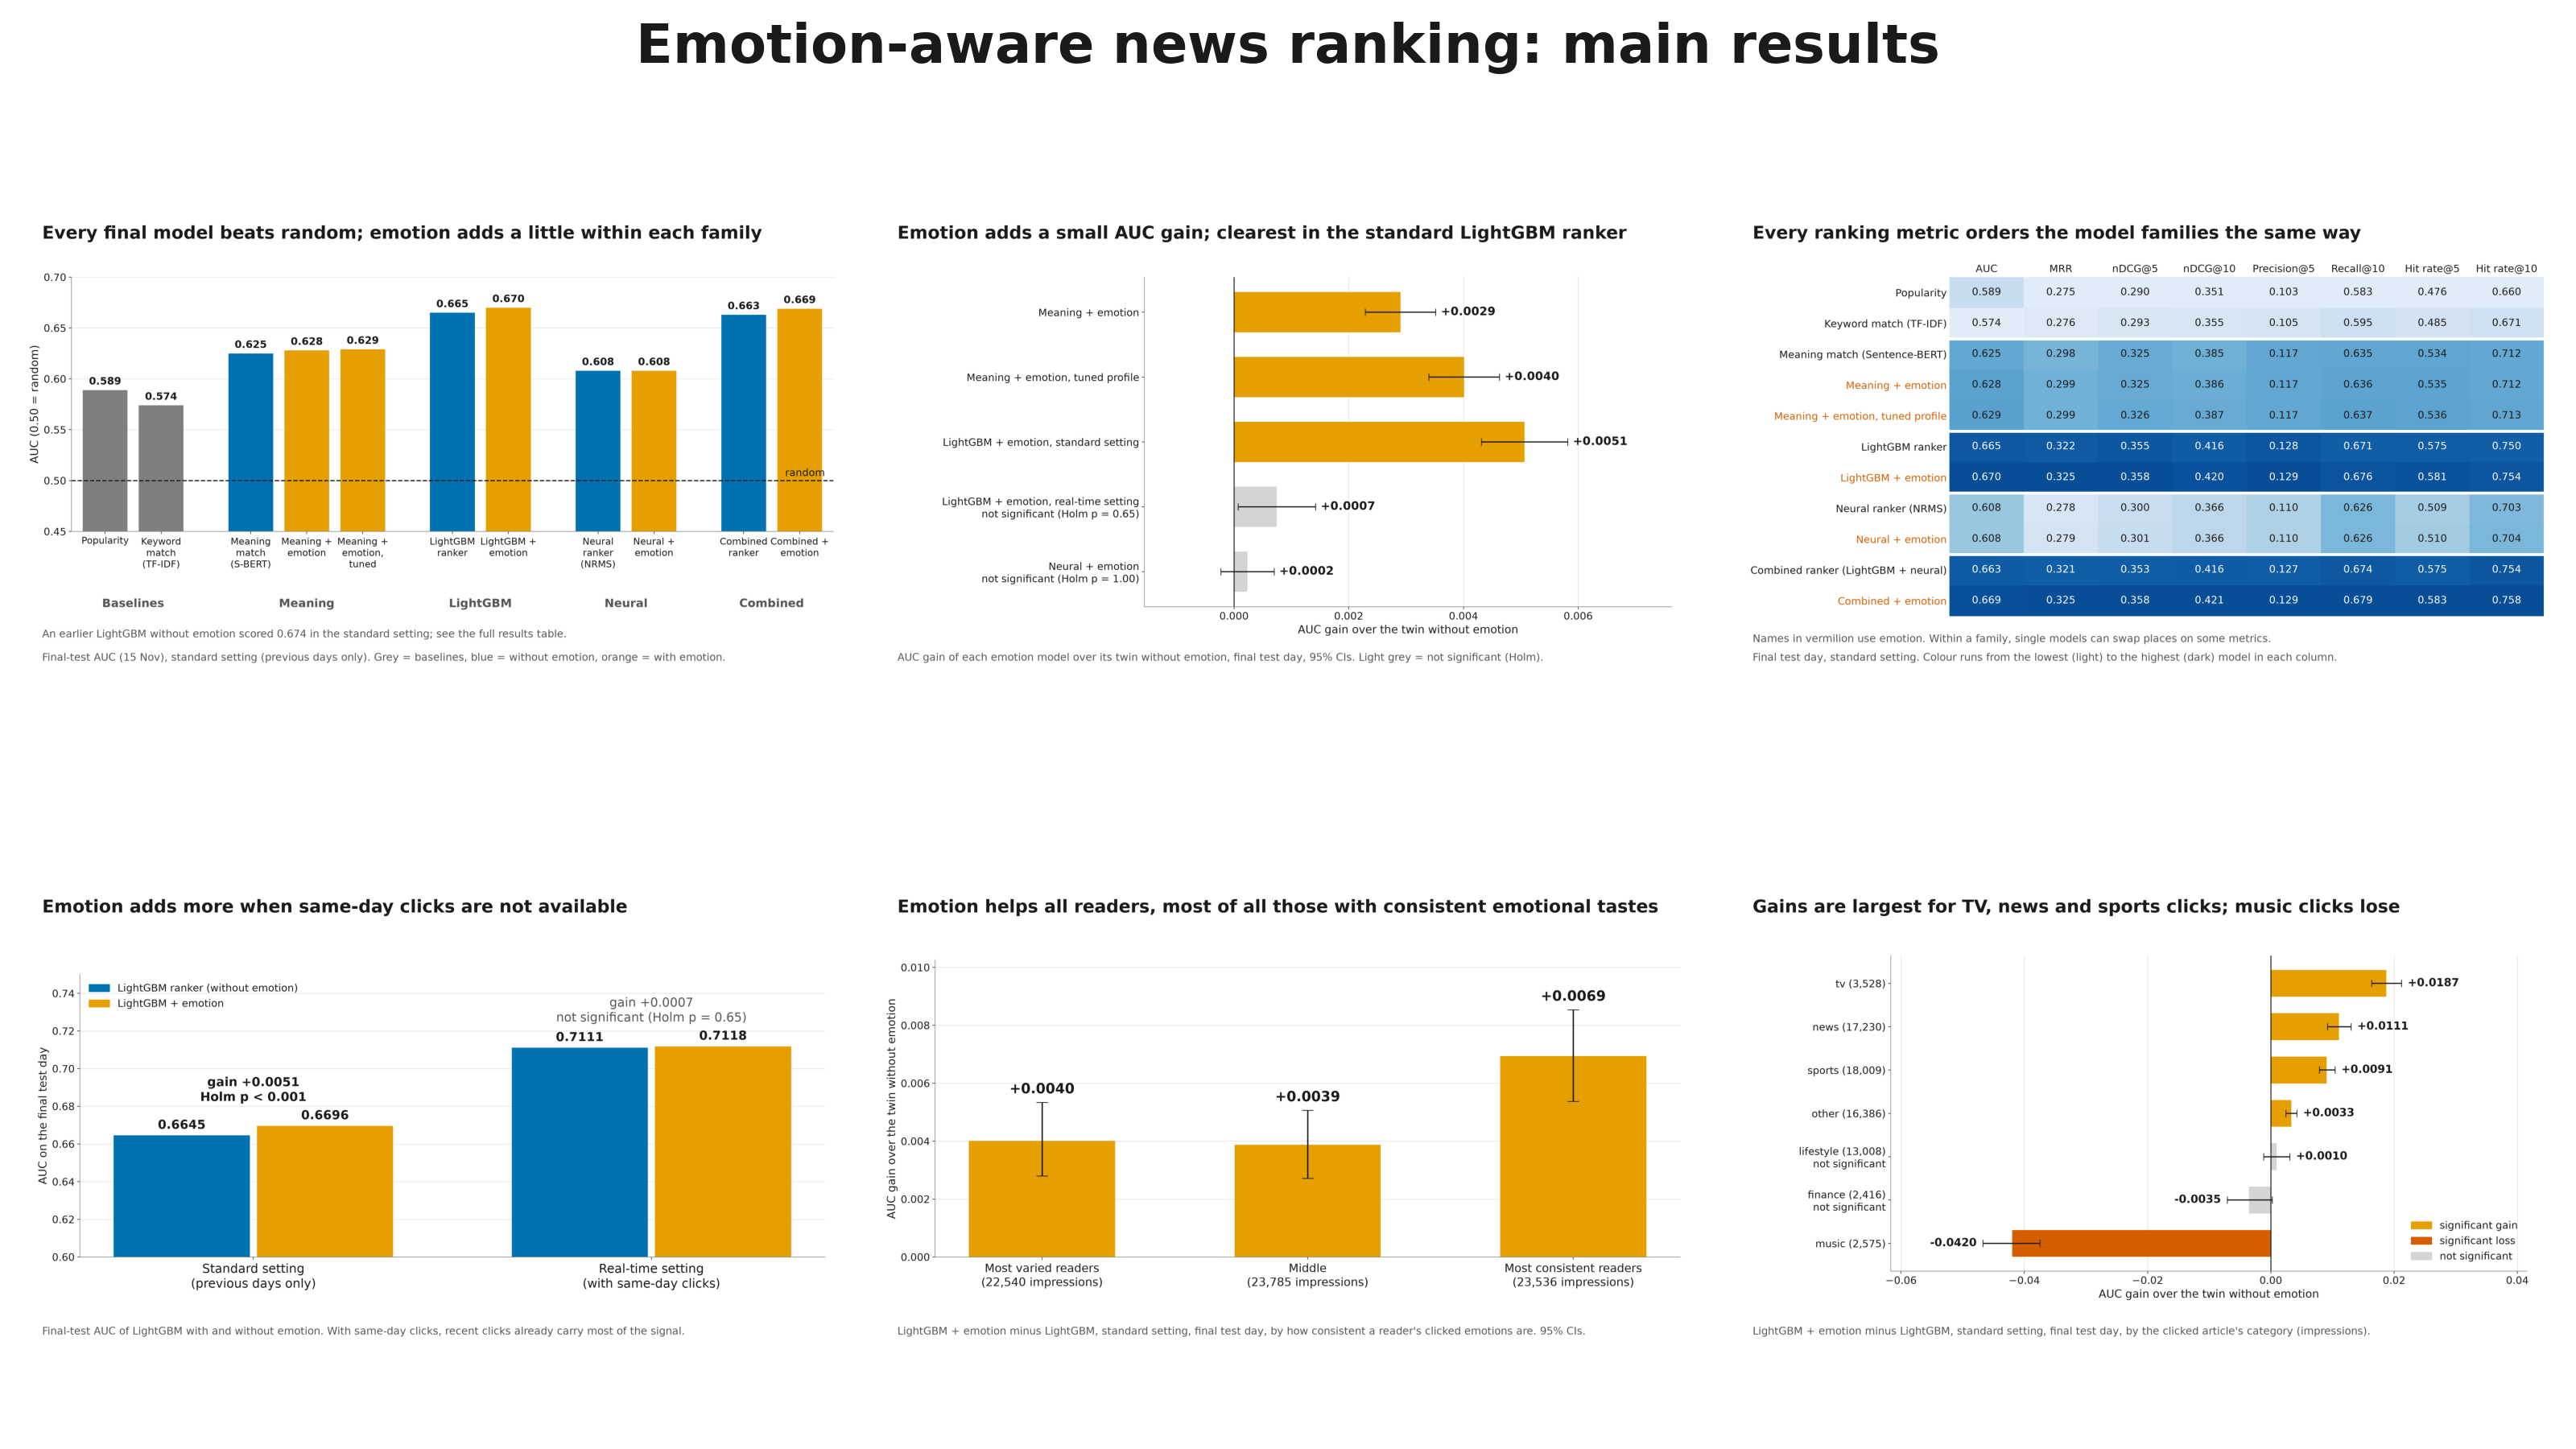 Emotion-aware news ranking: main results
Every final model beats random; emotion adds a little within each family
AUC (0.50 = random)
0.70
0.65
0.60
0.55
0.50
0.45
0.589
0.574
0.625
0.628
0.629
0.665
0.670
0.608
0.608
0.663
0.669
random
Popularity
Keyword
match
(TF-IDF)
Meaning
match
(S-BERT)
Meaning +
emotion
Meaning +
emotion,
tuned
LightGBM
ranker
LightGBM +
emotion
Neural
ranker
(NRMS)
Neural +
emotion
Combined
ranker
Combined +
emotion
Baselines
Meaning
LightGBM
Neural
Combined
An earlier LightGBM without emotion scored 0.674 in the standard setting; see the full results table.
Final-test AUC (15 Nov), standard setting (previous days only). Grey = baselines, blue = without emotion, orange = with emotion.
Emotion adds a small AUC gain; clearest in the standard LightGBM ranker
Meaning + emotion
+0.0029
Meaning + emotion, tuned profile
+0.0040
LightGBM + emotion, standard setting
+0.0051
LightGBM + emotion, real-time setting
not significant (Holm p = 0.65)
+0.0007
Neural + emotion
not significant (Holm p = 1.00)
+0.0002
0.000 0.002 0.004 0.006
AUC gain over the twin without emotion
AUC gain of each emotion model over its twin without emotion, final test day, 95% CIs. Light grey = not significant (Holm).
Every ranking metric orders the model families the same way
AUC MRR nDCG@5 nDCG@10 Precision@5 Recall@10 Hit rate@5 Hit rate@10
Popularity 0.589 0.275 0.290 0.351 0.103 0.583 0.476 0.660
Keyword match (TF-IDF) 0.574 0.276 0.293 0.355 0.105 0.595 0.485 0.671
Meaning match (Sentence-BERT) 0.625 0.298 0.325 0.385 0.117 0.635 0.534 0.712
Meaning + emotion 0.628 0.299 0.325 0.386 0.117 0.636 0.535 0.712
Meaning + emotion, tuned profile 0.629 0.299 0.326 0.387 0.117 0.637 0.536 0.713
LightGBM ranker 0.665 0.322 0.355 0.416 0.128 0.671 0.575 0.750
LightGBM + emotion 0.670 0.325 0.358 0.420 0.129 0.676 0.581 0.754
Neural ranker (NRMS) 0.608 0.278 0.300 0.366 0.110 0.626 0.509 0.703
Neural + emotion 0.608 0.279 0.301 0.366 0.110 0.626 0.510 0.704
Combined ranker (LightGBM + neural) 0.663 0.321 0.353 0.416 0.127 0.674 0.575 0.754
Combined + emotion 0.669 0.325 0.358 0.421 0.129 0.679 0.583 0.758
Names in vermilion use emotion. Within a family, single models can swap places on some metrics.
Final test day, standard setting. Colour runs from the lowest (light) to the highest (dark) model in each column.
Emotion adds more when same-day clicks are not available
AUC on the final test day
0.74
0.72
0.70
0.68
0.66
0.64
0.62
0.60
LightGBM ranker (without emotion)
LightGBM + emotion
gain +0.0051
Holm p < 0.001
0.6645
0.6696
gain +0.0007
not significant (Holm p = 0.65)
0.7111
0.7118
Standard setting
(previous days only)
Real-time setting
(with same-day clicks)
Final-test AUC of LightGBM with and without emotion. With same-day clicks, recent clicks already carry most of the signal.
Emotion helps all readers, most of all those with consistent emotional tastes
AUC gain over the twin without emotion
0.010
0.008
0.006
0.004
0.002
0.000
+0.0040
+0.0039
+0.0069
Most varied readers
(22,540 impressions)
Middle
(23,785 impressions)
Most consistent readers
(23,536 impressions)
LightGBM + emotion minus LightGBM, standard setting, final test day, by how consistent a reader's clicked emotions are. 95% CIs.
Gains are largest for TV, news and sports clicks; music clicks lose
tv (3,528)
+0.0187
news (17,230)
+0.0111
sports (18,009)
+0.0091
other (16,386)
+0.0033
lifestyle (13,008)
not significant
+0.0010
finance (2,416)
not significant
-0.0035
music (2,575)
-0.0420
significant gain
significant loss
not significant
−0.06 −0.04 −0.02 0.00 0.02 0.04
AUC gain over the twin without emotion
LightGBM + emotion minus LightGBM, standard setting, final test day, by the clicked article's category (impressions).